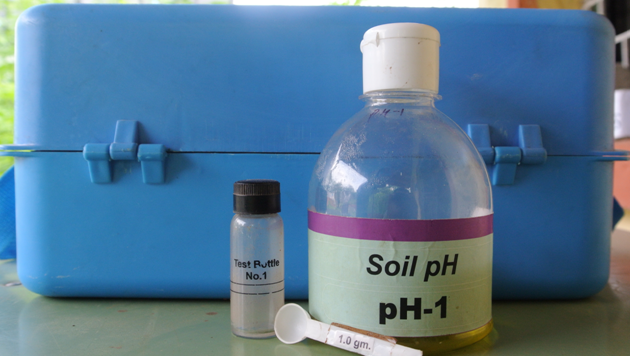 Test Bottle
No.1
Soil pH
pH-1
1.0 gm.